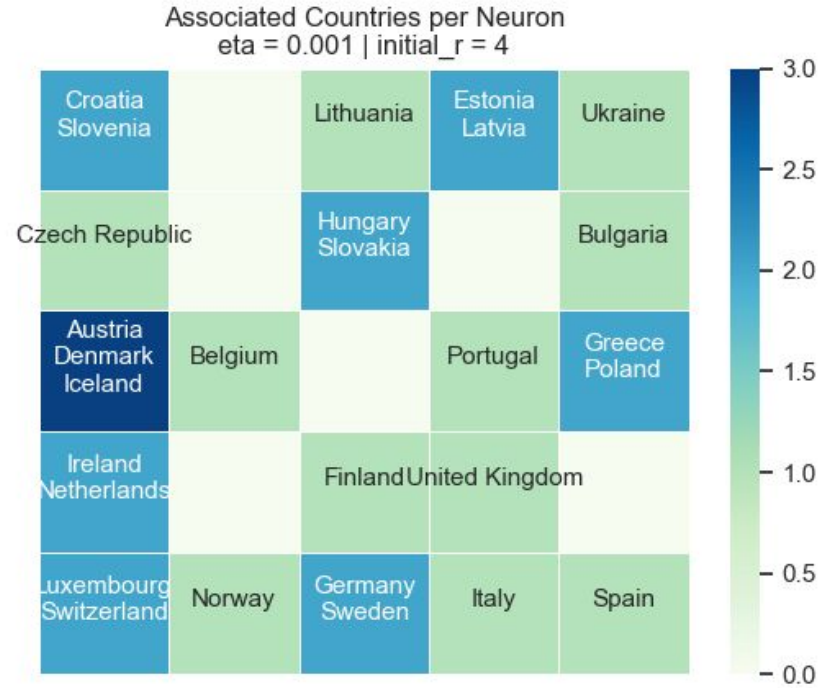 Associated Countries per Neuron
eta = 0.001 | initial_r = 4
Croatia
Slovenia
Lithuania
Estonia
Latvia
Ukraine
Czech Republic
Hungary
Slovakia
Bulgaria
Austria
Denmark
Iceland
Belgium
Portugal
Greece
Poland
Ireland
Netherlands
Finland
United Kingdom
Luxembourg
Switzerland
Norway
Germany
Sweden
Italy
Spain
3.0
2.5
2.0
1.5
1.0
0.5
0.0